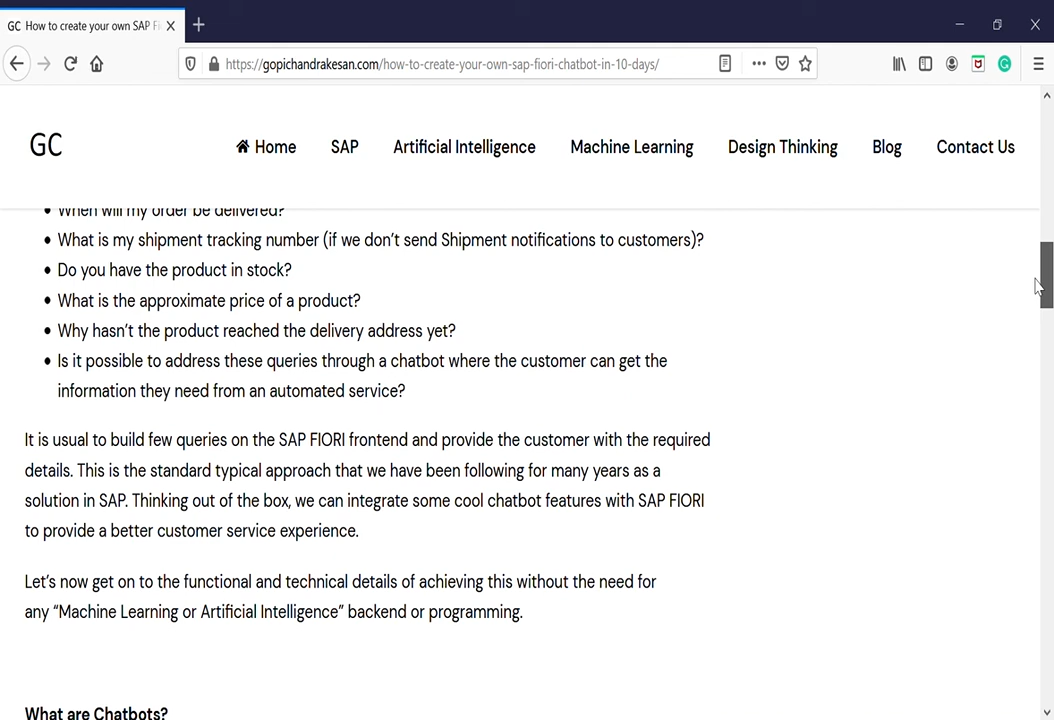 GC How to create your own SAP Fi
https://gopichandrakesan.com/how-to-create-your-own-sap-fiori-chatbot-in-10-days/
GC Home SAP Artificial Intelligence Machine Learning Design Thinking Blog Contact Us
• When will my order be delivered?
• What is my shipment tracking number (if we don't send Shipment notifications to customers)?
• Do you have the product in stock?
• What is the approximate price of a product?
• Why hasn't the product reached the delivery address yet?
• Is it possible to address these queries through a chatbot where the customer can get the
information they need from an automated service?
It is usual to build few queries on the SAP FIORI frontend and provide the customer with the required
details. This is the standard typical approach that we have been following for many years as a
solution in SAP. Thinking out of the box, we can integrate some cool chatbot features with SAP FIORI
to provide a better customer service experience.
Let's now get on to the functional and technical details of achieving this without the need for
any “Machine Learning or Artificial Intelligence” backend or programming.
What are Chatbots?